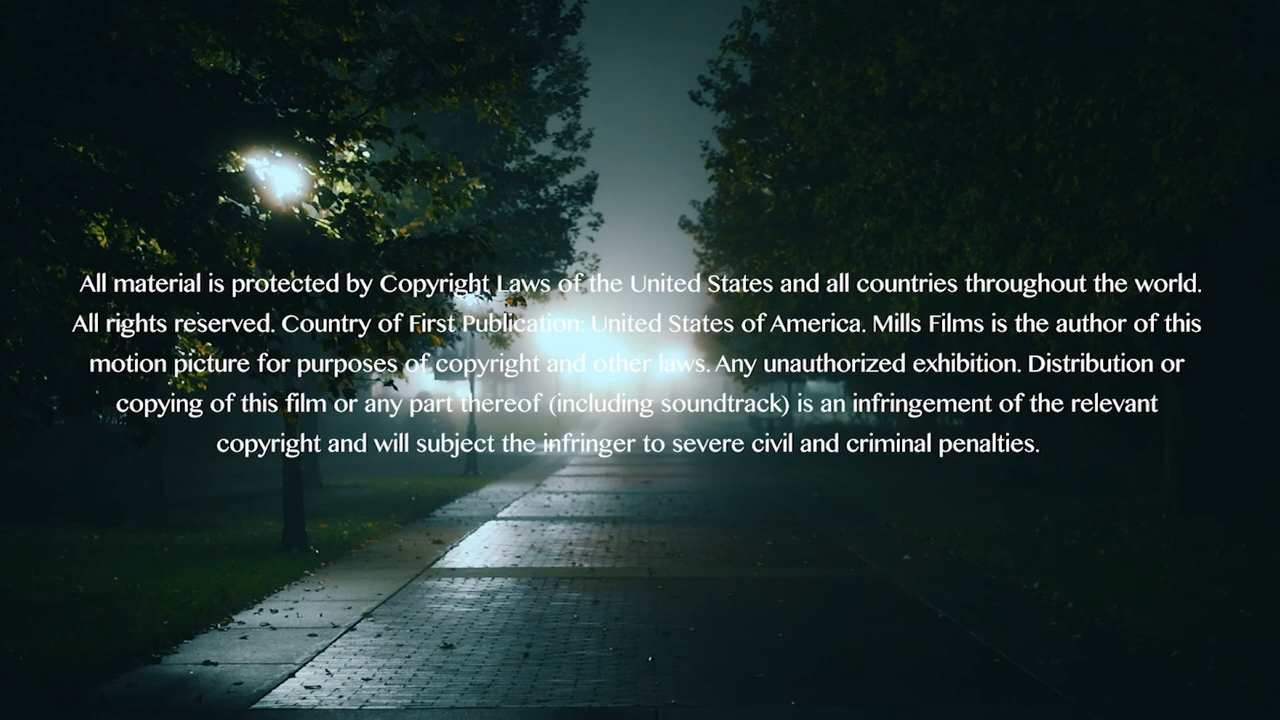 All material is protected by Copyright Laws of the United States and all countries throughout the world.
All rights reserved. Country of First Publication: United States of America. Mills Films is the author of this
motion picture for purposes of copyright and other laws. Any unauthorized exhibition. Distribution or
copying of this film or any part thereof (including soundtrack) is an infringement of the relevant
copyright and will subject the infringer to severe civil and criminal penalties.